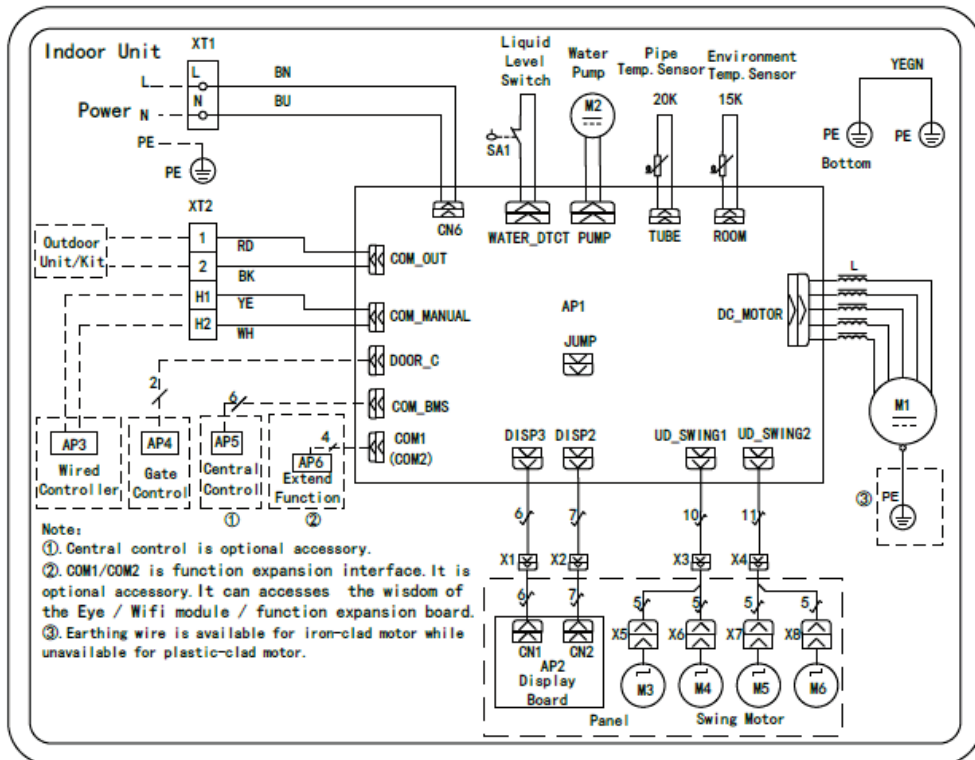 Indoor Unit
XT1
L
N
L
Power N
PE
PE
BN
BU
Liquid
Level
Switch
SA1
Water
Pump
M2
Pipe
Temp.Sensor
20K
Environment
Temp.Sensor
15K
YEGN
PE
PE
Bottom
XT2
1
2
H1
H2
Outdoor
Unit/Kit
RD
BK
YE
WH
CN6
WATER_DTCT
PUMP
TUBE
ROOM
COM_OUT
COM_MANUAL
DOOR_C
COM_BMS
COM1
(COM2)
AP1
JUMP
DC_MOTOR
L
M1
③
PE
2
6
4
AP3
Wired
Controller
AP4
Gate
Control
AP5
Central
Control
①
AP6
Extend
Function
②
DISP3
DISP2
UD_SWING1
UD_SWING2
6
7
10
11
X1
X2
X3
X4
6
7
5
5
5
5
CN1
CN2
AP2
Display
Board
X5
X6
X7
X8
M3
M4
M5
M6
Panel
Swing Motor
Note:
①. Central control is optional accessory.
②. COM1/COM2 is function expansion interface. It is
optional accessory. It can accesses the wisdom of
the Eye / Wifi module / function expansion board.
③. Earthing wire is available for iron-clad motor while
unavailable for plastic-clad motor.